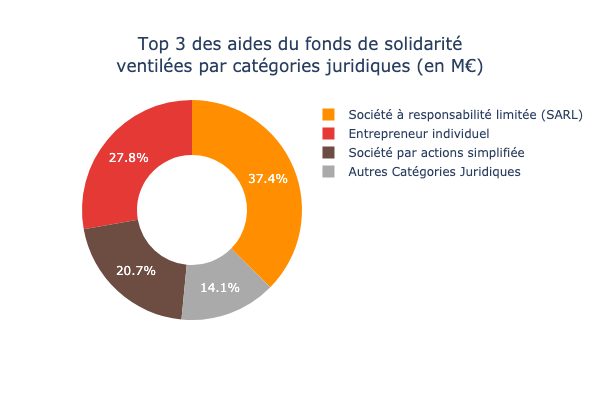 Top 3 des aides du fonds de solidarité
ventilées par catégories juridiques (en M€)
Société à responsabilité limitée (SARL)
Entrepreneur individuel
Société par actions simplifiée
Autres Catégories Juridiques
27.8%
37.4%
20.7%
14.1%